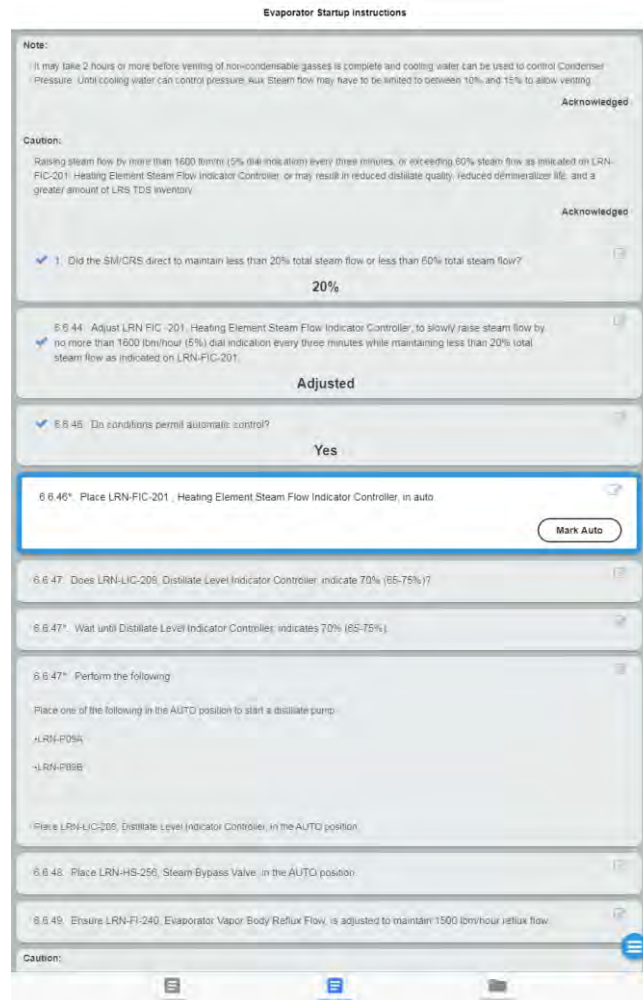 Evaporator Startup instructions
Note:
It may take 2 hours or more before venting of non-condensable gasses is complete and cooling water can be used to control Condenser
Pressure. Until cooling water can control pressure, Aux Steam flow may have to be limited to between 10% and 15% to allow venting.
Acknowledged
Caution:
Raising steam flow by more than 1600 lbm/hr (5% dial indication) every three minutes, or exceeding 60% steam flow as indicated on LRN-
FIC-201, Heating Element Steam Flow Indicator Controller, or may result in reduced distillate quality, reduced demineralizer life, and a
greater amount of LRS TDS inventory.
Acknowledged
1. Did the SM/CRS direct to maintain less than 20% total steam flow or less than 60% total steam flow?
20%
6.6.44. Adjust LRN FIC -201, Heating Element Steam Flow Indicator Controller, to slowly raise steam flow by
no more than 1600 lbm/hour (5%) dial indication every three minutes while maintaining less than 20% total
steam flow as indicated on LRN-FIC-201.
Adjusted
6.6.45. Do conditions permit automatic control?
Yes
6.6.46*. Place LRN-FIC-201 , Heating Element Steam Flow Indicator Controller, in auto.
Mark Auto
6.6.47. Does LRN-LIC-208, Distillate Level Indicator Controller, indicate 70% (65-75%)?
6.6.47*. Wait until Distillate Level Indicator Controller, indicates 70% (65-75%).
6.6.47*. Perform the following:
Place one of the following in the AUTO position to start a distillate pump:
•LRN-P09A
•LRN-P09B
Place LRN-LIC-208, Distillate Level Indicator Controller, in the AUTO position.
6.6.48. Place LRN-HS-256, Steam Bypass Valve, in the AUTO position.
6.6.49. Ensure LRN-FI-240, Evaporator Vapor Body Reflux Flow, is adjusted to maintain 1500 lbm/hour reflux flow.
Caution: